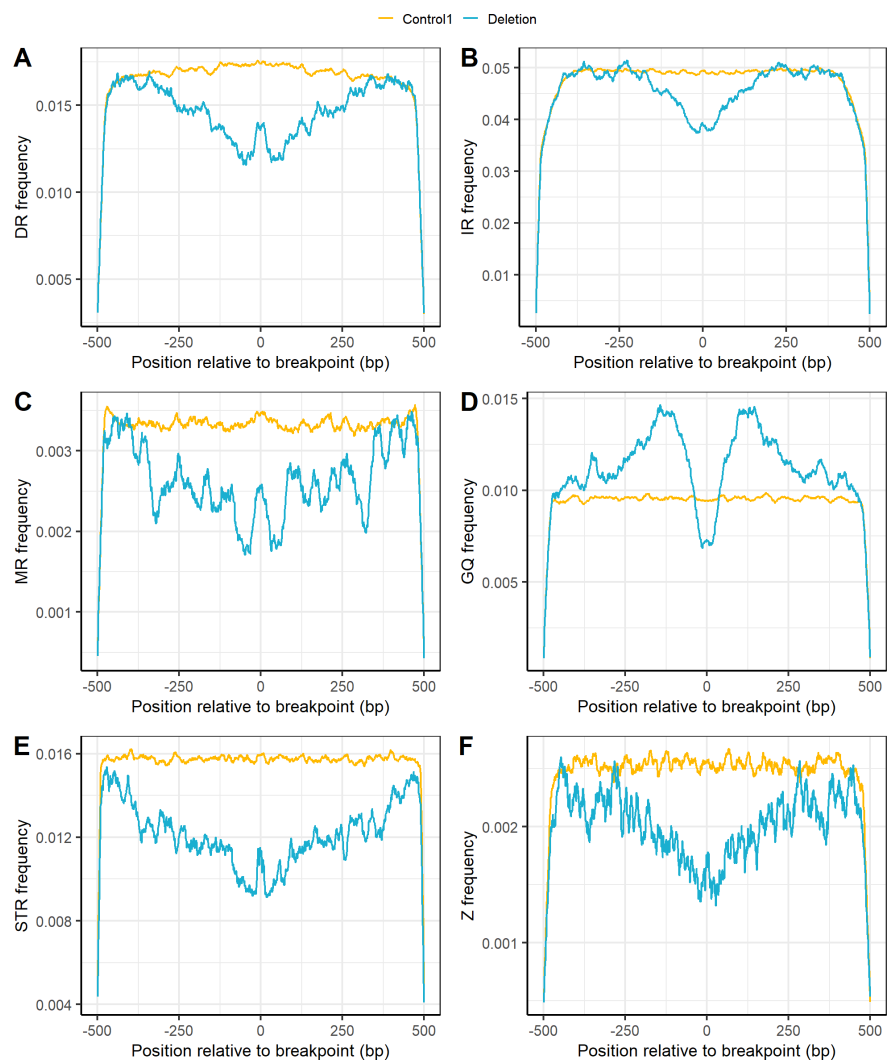 Control1 Deletion
A
DR frequency
0.015
0.010
0.005
-500 -250 0 250 500
Position relative to breakpoint (bp)
B
IR frequency
0.05
0.04
0.03
0.02
0.01
-500 -250 0 250 500
Position relative to breakpoint (bp)
C
MR frequency
0.003
0.002
0.001
-500 -250 0 250 500
Position relative to breakpoint (bp)
D
GQ frequency
0.015
0.010
0.005
-500 -250 0 250 500
Position relative to breakpoint (bp)
E
STR frequency
0.016
0.012
0.008
0.004
-500 -250 0 250 500
Position relative to breakpoint (bp)
F
Z frequency
0.002
0.001
-500 -250 0 250 500
Position relative to breakpoint (bp)